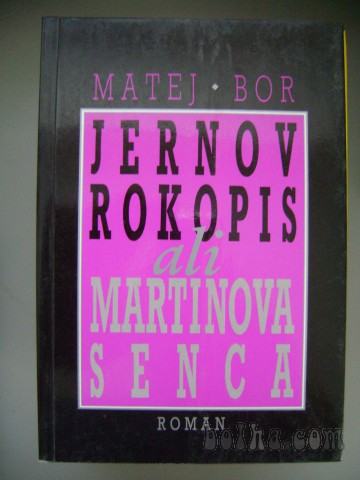 MATEJ · BOR
JERNOV
ROKOPIS
ali
MARTINOVA
SENCA
ROMAN
bolha.com